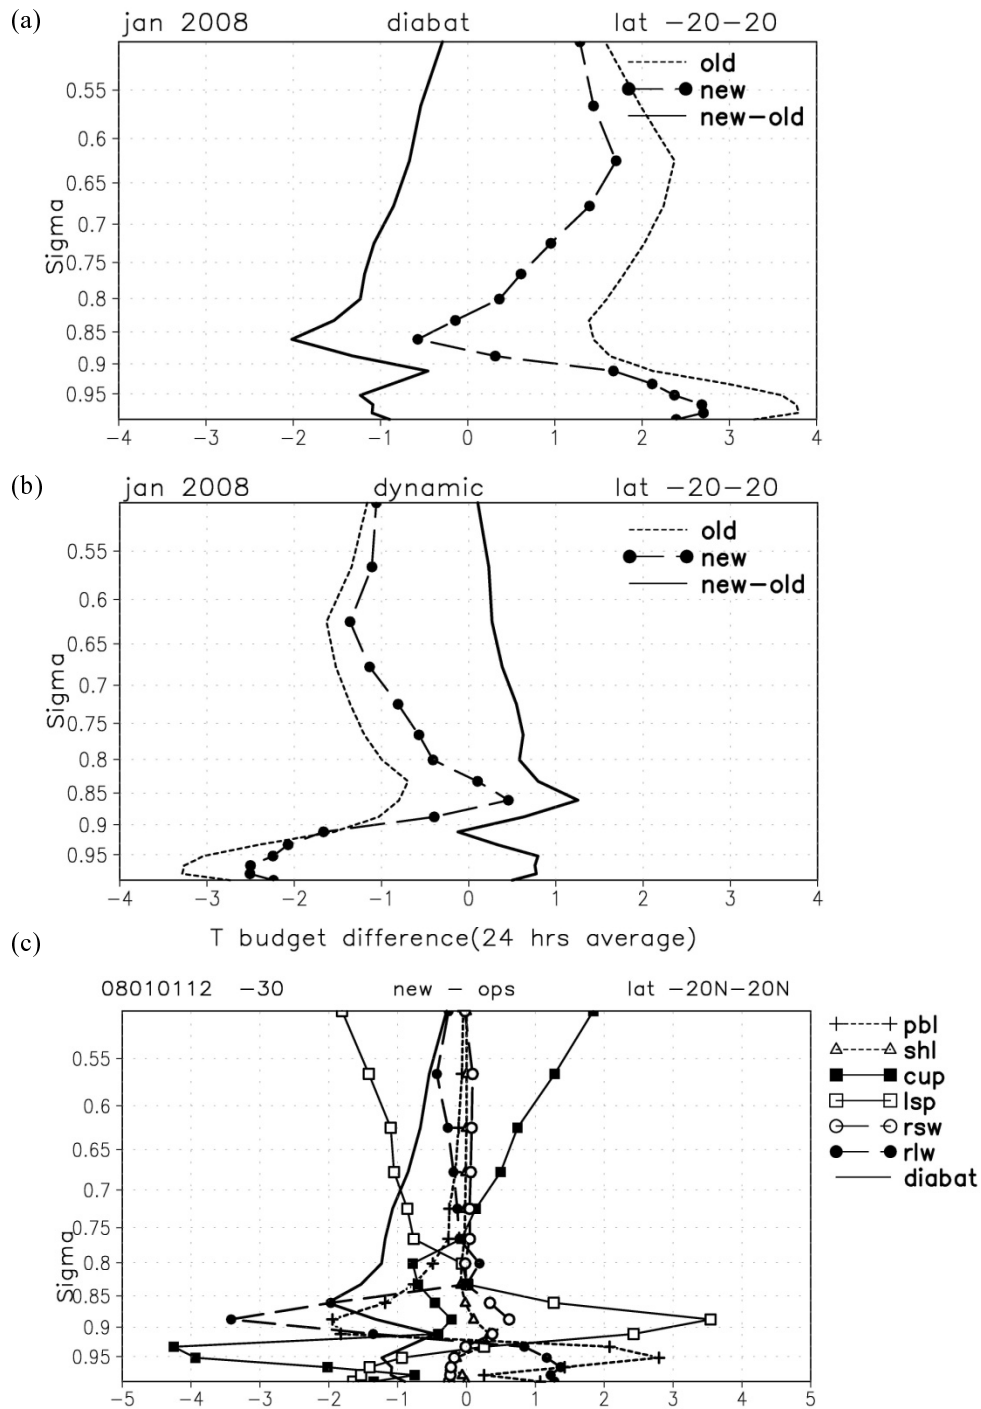 (a)
jan 2008 diabat lat -20-20
old
new
new-old
Sigma
0.55
0.6
0.65
0.7
0.75
0.8
0.85
0.9
0.95
-4 -3 -2 -1 0 1 2 3 4
(b)
jan 2008 dynamic lat -20-20
old
new
new-old
Sigma
0.55
0.6
0.65
0.7
0.75
0.8
0.85
0.9
0.95
-4 -3 -2 -1 0 1 2 3 4
(c)
T budget difference(24 hrs average)
08010112 -30 new - ops lat -20N-20N
pbl
shl
cup
lsp
rsw
rlw
diabat
Sigma
0.55
0.6
0.65
0.7
0.75
0.8
0.85
0.9
0.95
-5 -4 -3 -2 -1 0 1 2 3 4 5